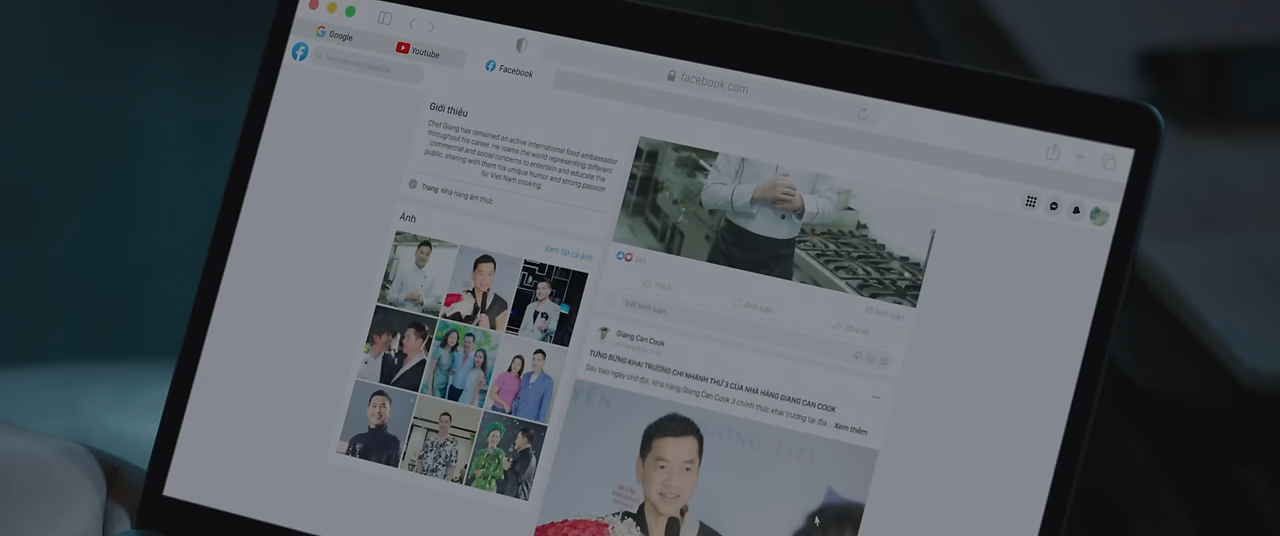 Google
Youtube
Facebook
facebook.com
Giới thiệu
Chef Giang has remained an active international food ambassador
throughout his career. He roams the world representing different
commercial and social concerns to entertain and educate the
public, sharing with them his unique humor and strong passion
for Viet Nam cooking.
Trang Nhà hàng ẩm thực
Ảnh
Xem tất cả ảnh
Thích
Bình luận
Chia sẻ
23 bình luận
Viết bình luận
Giang Can Cook
TƯNG BỪNG KHAI TRƯƠNG CHI NHÁNH THỨ 3 CỦA NHÀ HÀNG GIANG CAN COOK
Sau bao ngày chờ đợi, Nhà hàng Giang Can Cook 3 chính thức khai trương tại địa ... Xem thêm